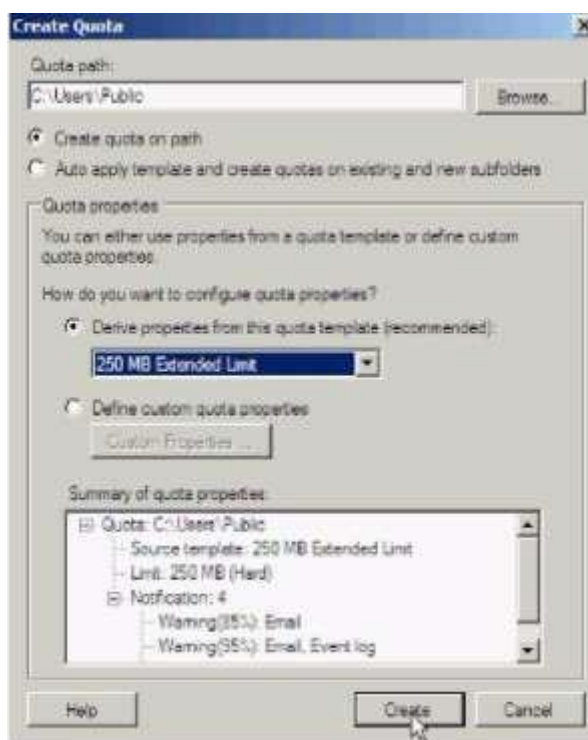 Create Quota
Quota path:
C:\Users\Public
Browse...
Create quota on path
Auto apply template and create quotas on existing and new subfolders
Quota properties
You can either use properties from a quota template or define custom
quota properties.
How do you want to configure quota properties?
Derive properties from this quota template (recommended):
250 MB Extended Limit
Define custom quota properties
Custom Properties ...
Summary of quota properties:
Quota: C:\Users\Public
Source template: 250 MB Extended Limit
Limit: 250 MB (Hard)
Notification: 4
Warning(85%): Email
Warning(95%): Email, Event log
Help
Create
Cancel